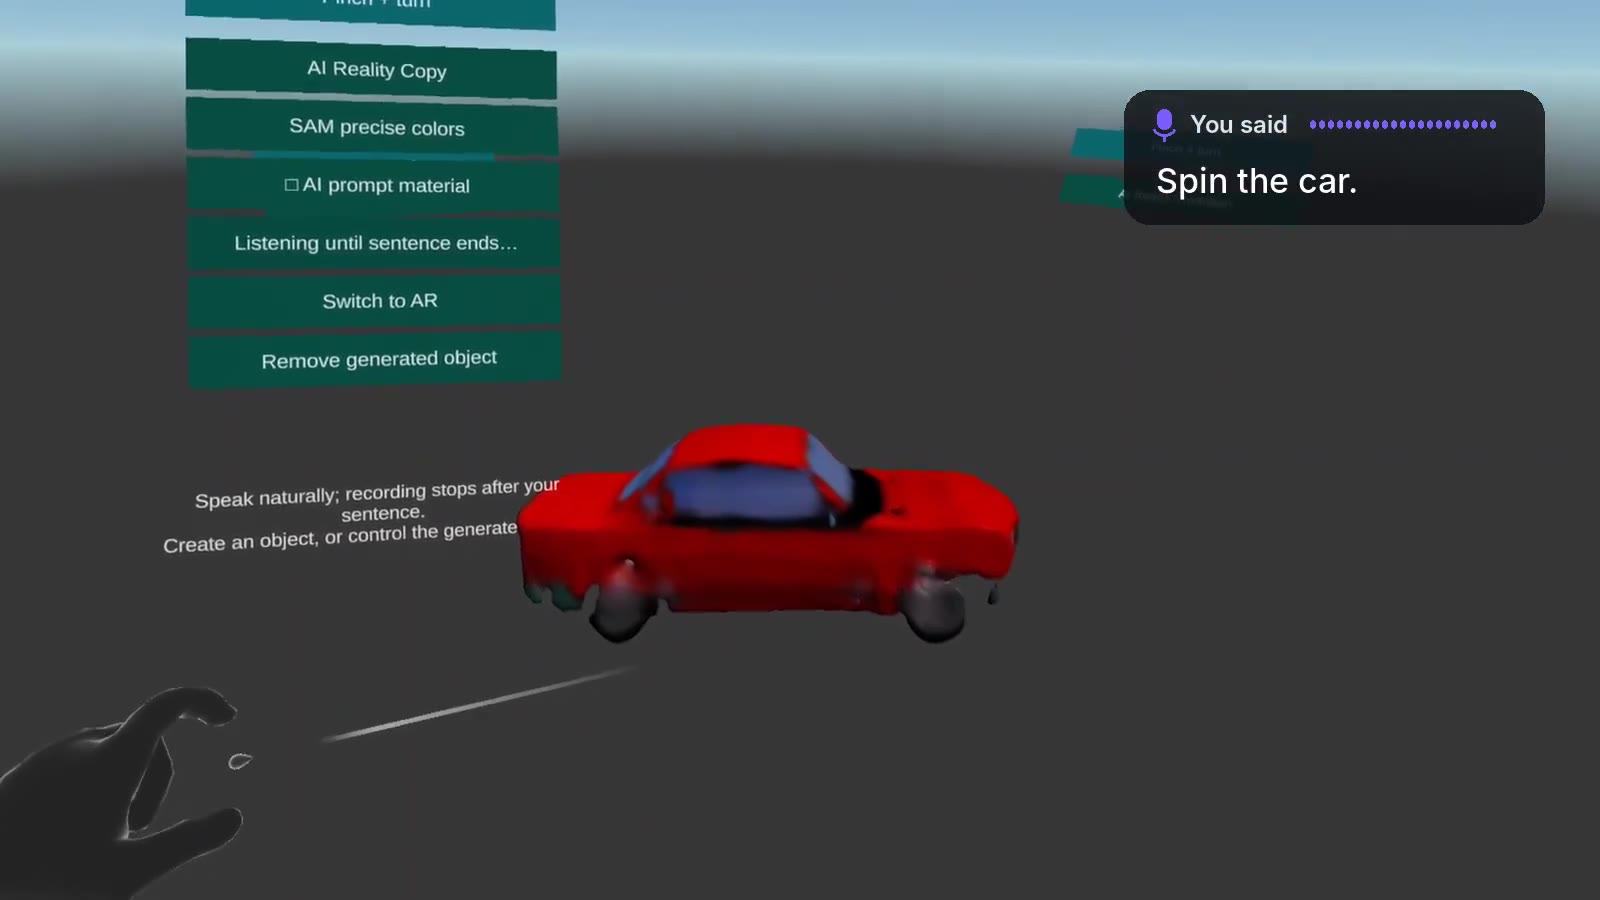 Pinch + turn
AI Reality Copy
SAM precise colors
AI prompt material
Listening until sentence ends...
Switch to AR
Remove generated object
Speak naturally; recording stops after your
sentence.
Create an object, or control the generate
You said
Spin the car.